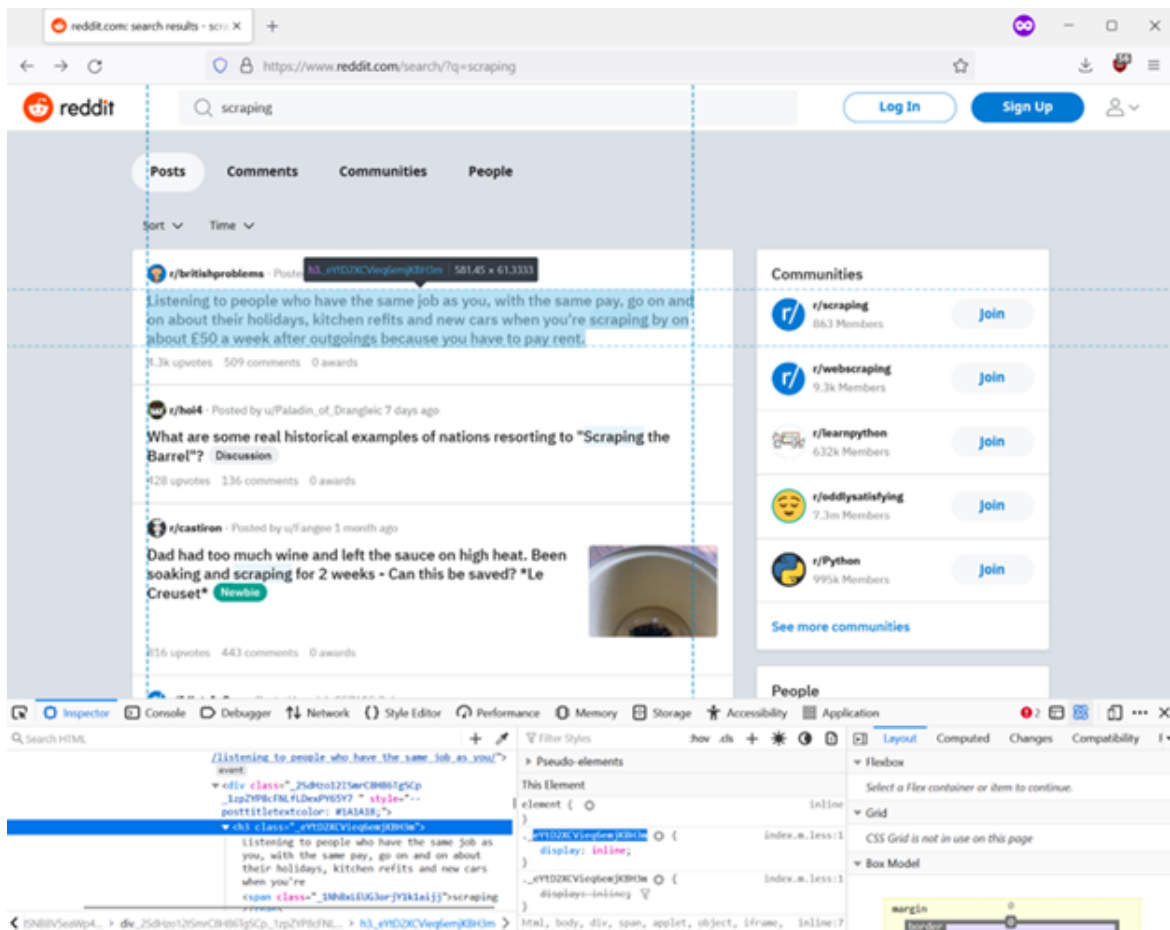 reddit.com: search results - scra
https://www.reddit.com/search/?q=scraping
reddit
scraping
Log In
Sign Up
Posts
Comments
Communities
People
Sort
Time
r/britishproblems · Poste
581.45 × 61.3333
Listening to people who have the same job as you, with the same pay, go on and
on about their holidays, kitchen refits and new cars when you're scraping by on
about £50 a week after outgoings because you have to pay rent.
1.3k upvotes 509 comments 0 awards
r/hoi4 · Posted by u/Paladin_of_Drangleic 7 days ago
What are some real historical examples of nations resorting to "Scraping the
Barrel"? Discussion
428 upvotes 136 comments 0 awards
r/castiron · Posted by u/Fangee 1 month ago
Dad had too much wine and left the sauce on high heat. Been
soaking and scraping for 2 weeks - Can this be saved? *Le
Creuset* Newbie
816 upvotes 443 comments 0 awards
Communities
r/scraping
863 Members
Join
r/webscraping
9.3k Members
Join
r/learnpython
632k Members
Join
r/oddlysatisfying
7.3m Members
Join
r/Python
995k Members
Join
See more communities
People
Inspector Console Debugger Network {} Style Editor Performance Memory Storage Accessibility Application 2
Search HTML
/listening_to_people_who_have_the_same_job_as_you/">
event
posttitletextcolor: #1A1A1B;">
Listening to people who have the same job as
you, with the same pay, go on and on about
their holidays, kitchen refits and new cars
when you're
Filter Styles
:hov .cls
Pseudo-elements
This Element
element { inline
}
{ index.m.less:1
display: inline;
}
{ index.m.less:1
display: inline;
}
html, body, div, span, applet, object, iframe, inline:7
Layout Computed Changes Compatibility
Flexbox
Select a Flex container or item to continue.
Grid
CSS Grid is not in use on this page
Box Model
margin
0
border